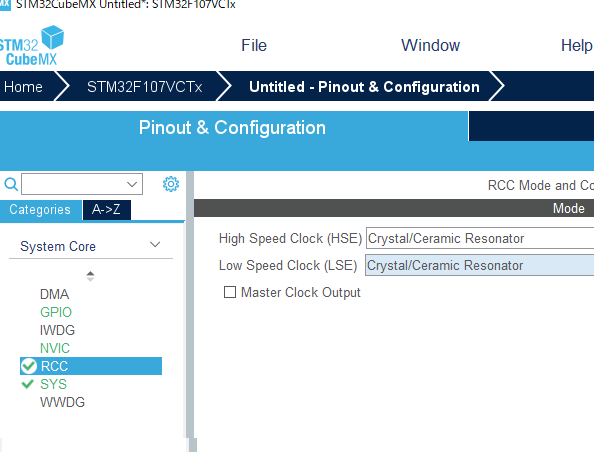 MX STM32CubeMX Untitled*: STM32F107VCTx
STM32
CubeMX
File
Window
Help
Home
STM32F107VCTx
Untitled - Pinout & Configuration
Pinout & Configuration
RCC Mode and Co
Categories
A->Z
Mode
System Core
High Speed Clock (HSE)
Crystal/Ceramic Resonator
Low Speed Clock (LSE)
Crystal/Ceramic Resonator
Master Clock Output
DMA
GPIO
IWDG
NVIC
RCC
SYS
WWDG